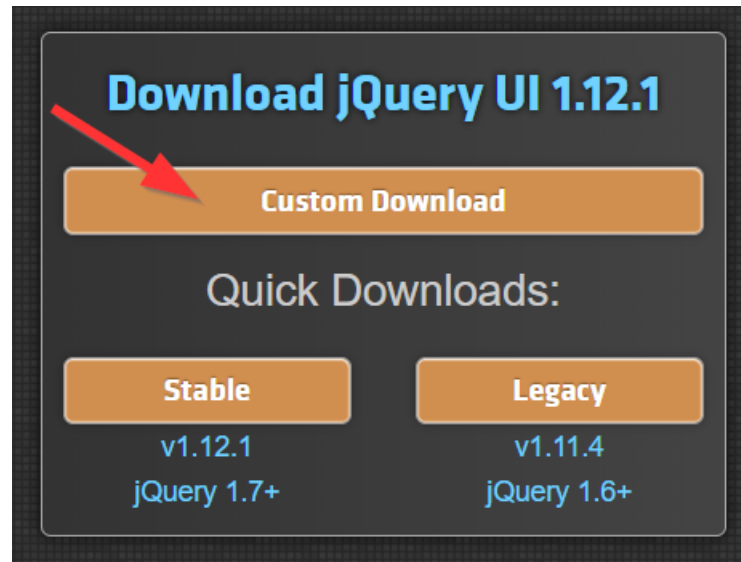 Download jQuery UI 1.12.1
Custom Download
Quick Downloads:
Stable
v1.12.1
jQuery 1.7+
Legacy
v1.11.4
jQuery 1.6+